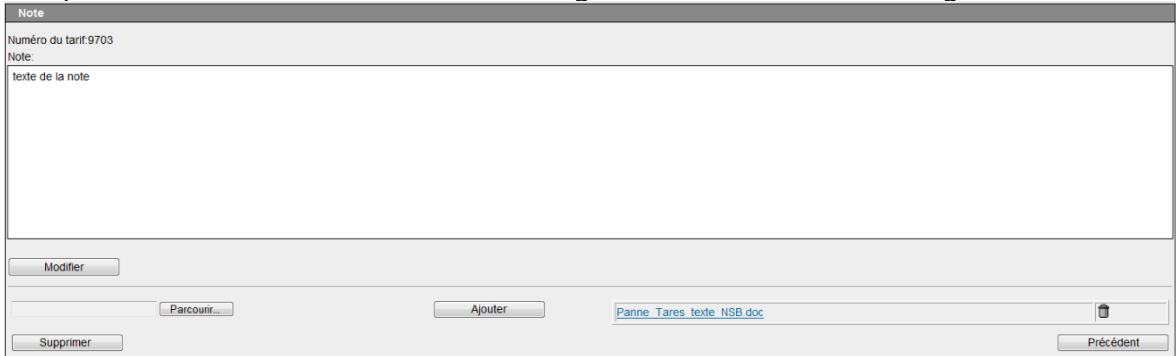 Note
Numéro du tarif:9703
Note:
texte de la note
Modifier
Parcourir... Ajouter Panne_Tares_texte_NSB.doc
Supprimer Précédent